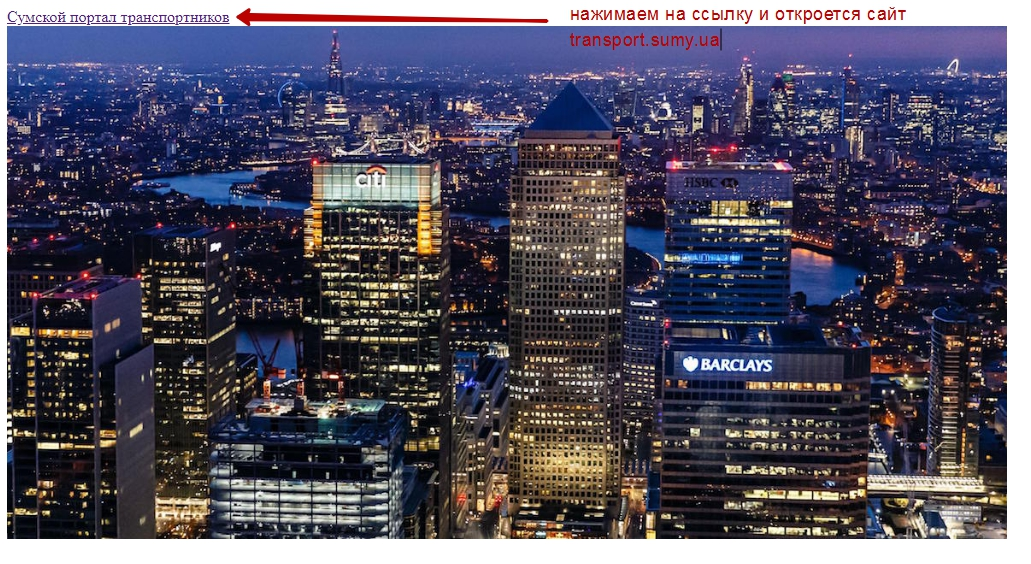 Сумской портал транспортников
нажимаем на ссылку и откроется сайт
transport.sumy.ua
citi
HSBC
BARCLAYS